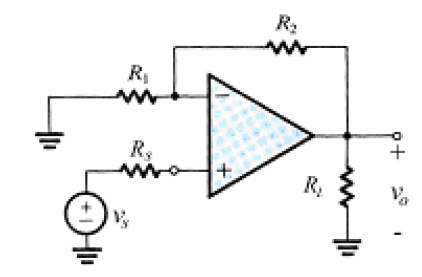 R2
R1
−
Rs
+
+
RL
vo
+
−
vs
-